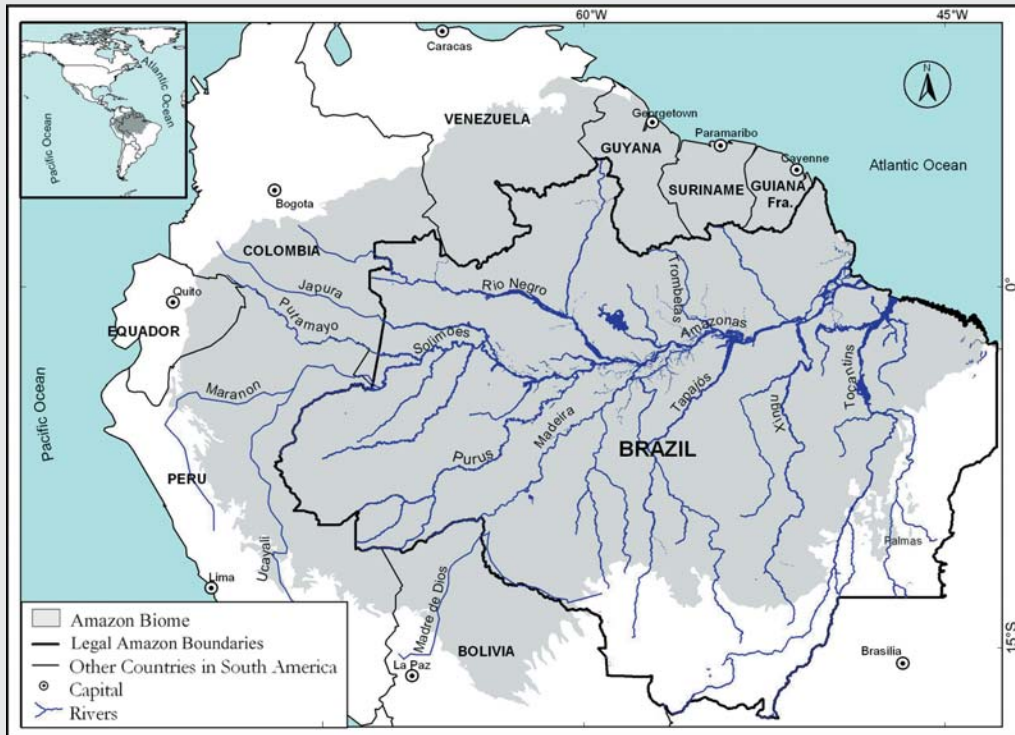 60°W
45°W
Atlantic Ocean
Pacific Ocean
Caracas
N
VENEZUELA
Georgetown
GUYANA
Paramaribo
Cayenne
Atlantic Ocean
SURINAME
GUIANA
Fra.
Bogota
COLOMBIA
Rio Negro
Trombetas
0°
Japura
Quito
Putamayo
EQUADOR
Solimões
Amazonas
Tocantins
Maranon
Tapajós
Xingu
Pacific Ocean
Madeira
BRAZIL
Purus
PERU
Ucayali
Palmas
Lima
Madre de Dios
BOLIVIA
15°S
La Paz
Brasilia
Amazon Biome
Legal Amazon Boundaries
Other Countries in South America
Capital
Rivers